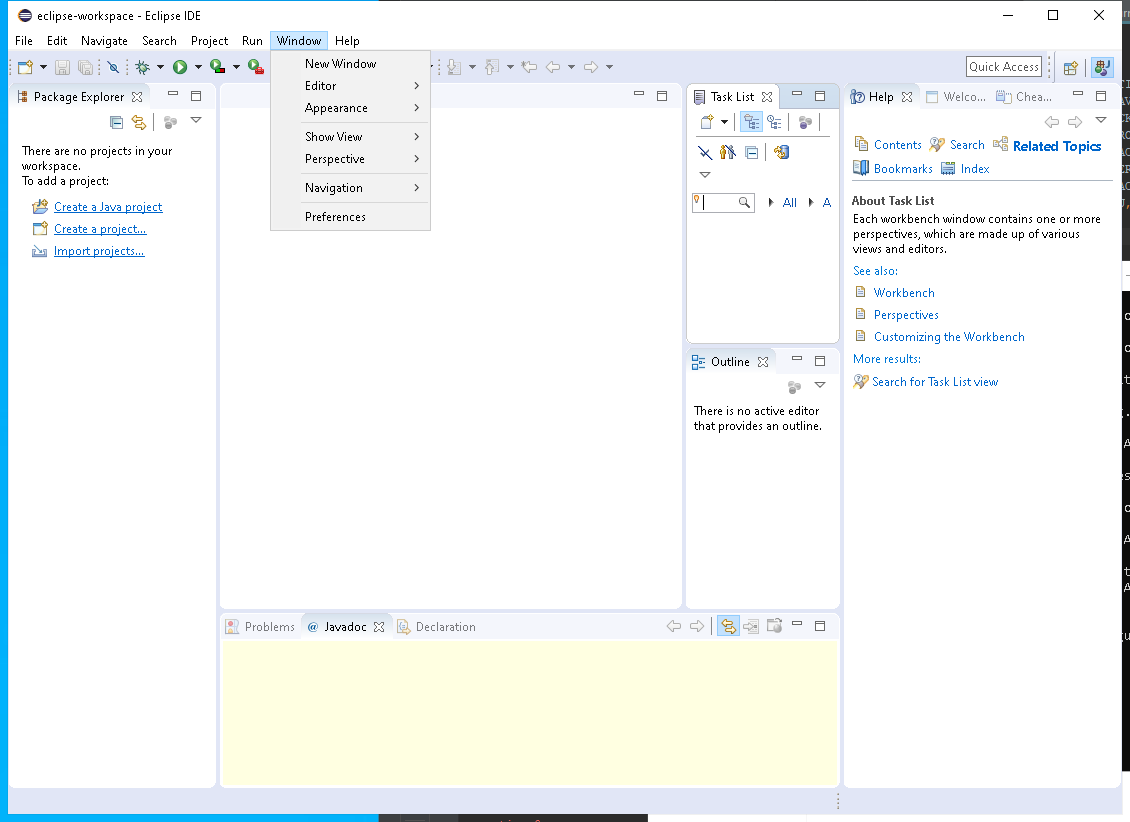 eclipse-workspace - Eclipse IDE
File Edit Navigate Search Project Run Window Help
New Window
Editor
Appearance
Show View
Perspective
Navigation
Preferences
Quick Access
Package Explorer
There are no projects in your
workspace.
To add a project:
Create a Java project
Create a project...
Import projects...
Task List
All A
Outline
There is no active editor
that provides an outline.
Help Welco... Chea...
Contents Search Related Topics
Bookmarks Index
About Task List
Each workbench window contains one or more
perspectives, which are made up of various
views and editors.
See also:
Workbench
Perspectives
Customizing the Workbench
More results:
Search for Task List view
Problems @ Javadoc Declaration